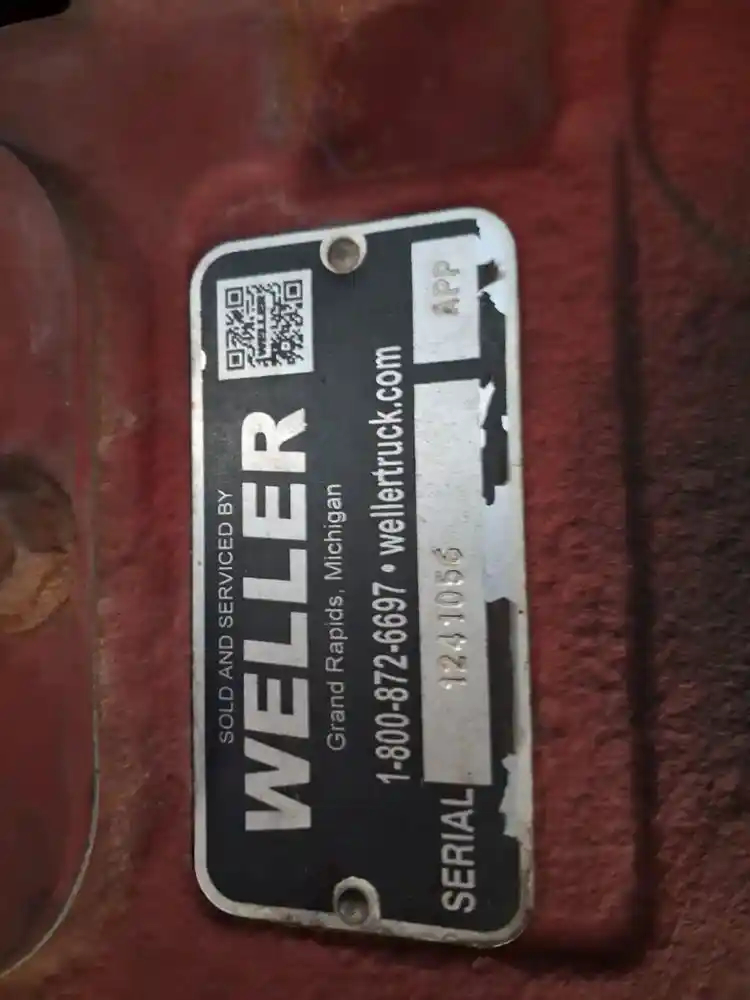 SOLD AND SERVICED BY
WELLER
Grand Rapids, Michigan
1-800-872-6697 • wellertruck.com
SERIAL 1241056 APP